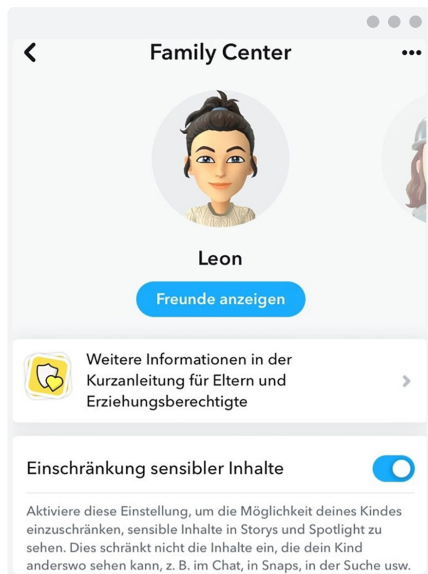 Family Center
Leon
Freunde anzeigen
Weitere Informationen in der
Kurzanleitung für Eltern und
Erziehungsberechtigte
Einschränkung sensibler Inhalte
Aktiviere diese Einstellung, um die Möglichkeit deines Kindes
einzuschränken, sensible Inhalte in Storys und Spotlight zu
sehen. Dies schränkt nicht die Inhalte ein, die dein Kind
anderswo sehen kann, z. B. im Chat, in Snaps, in der Suche usw.